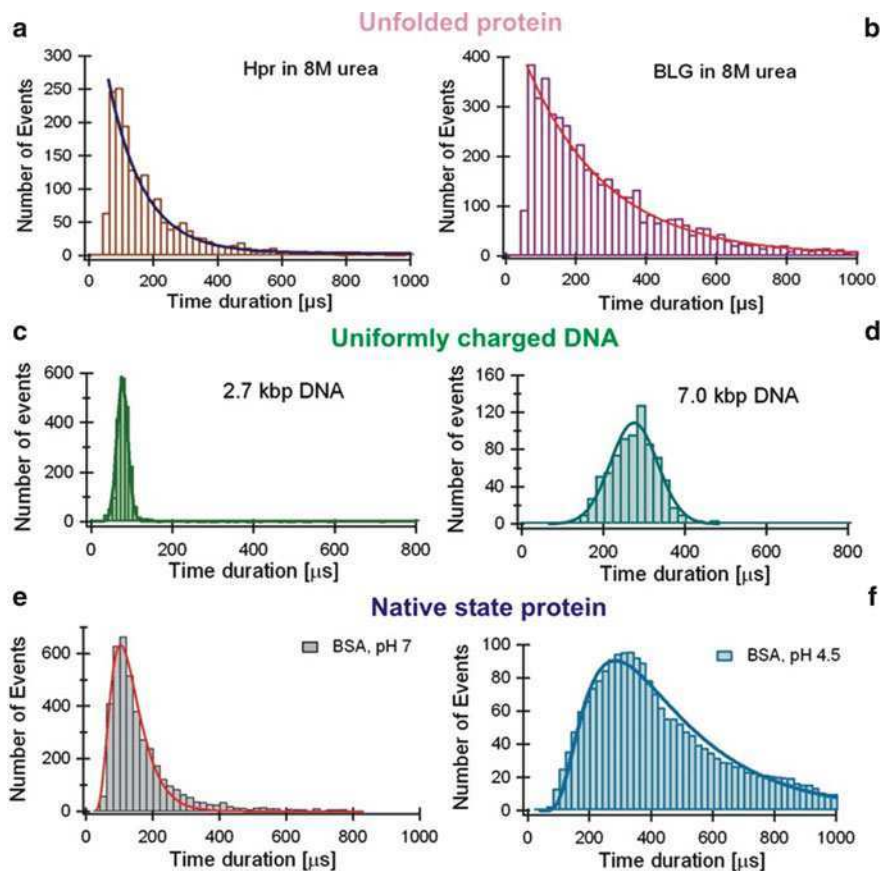 a
Unfolded protein
b
Hpr in 8M urea
Number of Events
300
250
200
150
100
50
0
0 200 400 600 800 1000
Time duration [µs]
BLG in 8M urea
Number of Events
400
300
200
100
0
0 200 400 600 800 1000
Time duration [µs]
c
Uniformly charged DNA
d
2.7 kbp DNA
Number of events
600
400
200
0
0 200 400 600 800
Time duration [µs]
7.0 kbp DNA
Number of events
160
120
80
40
0
0 200 400 600 800
Time duration [µs]
e
Native state protein
f
BSA, pH 7
Number of Events
600
400
200
0
0 200 400 600 800 1000
Time duration [µs]
BSA, pH 4.5
Number of Events
100
80
60
40
20
0
0 200 400 600 800 1000
Time duration [µs]